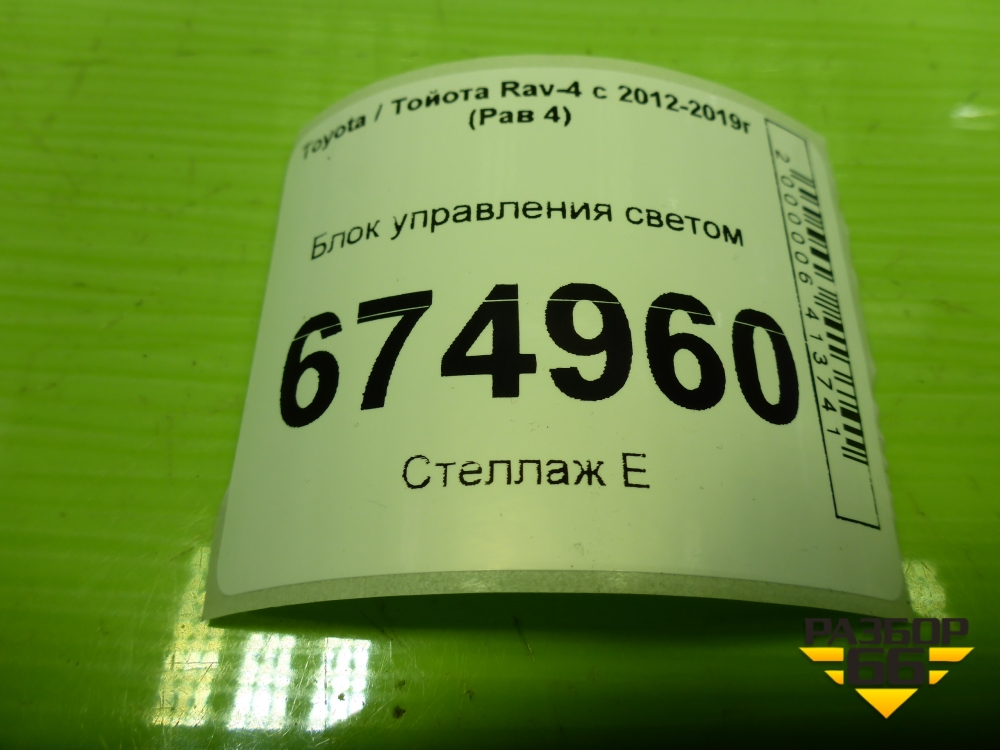 Toyota / Тойота Rav-4 с 2012-2019г
(Рав 4)
Блок управления светом
674960
Стеллаж Е
2000006413741
РАЗБОР
66